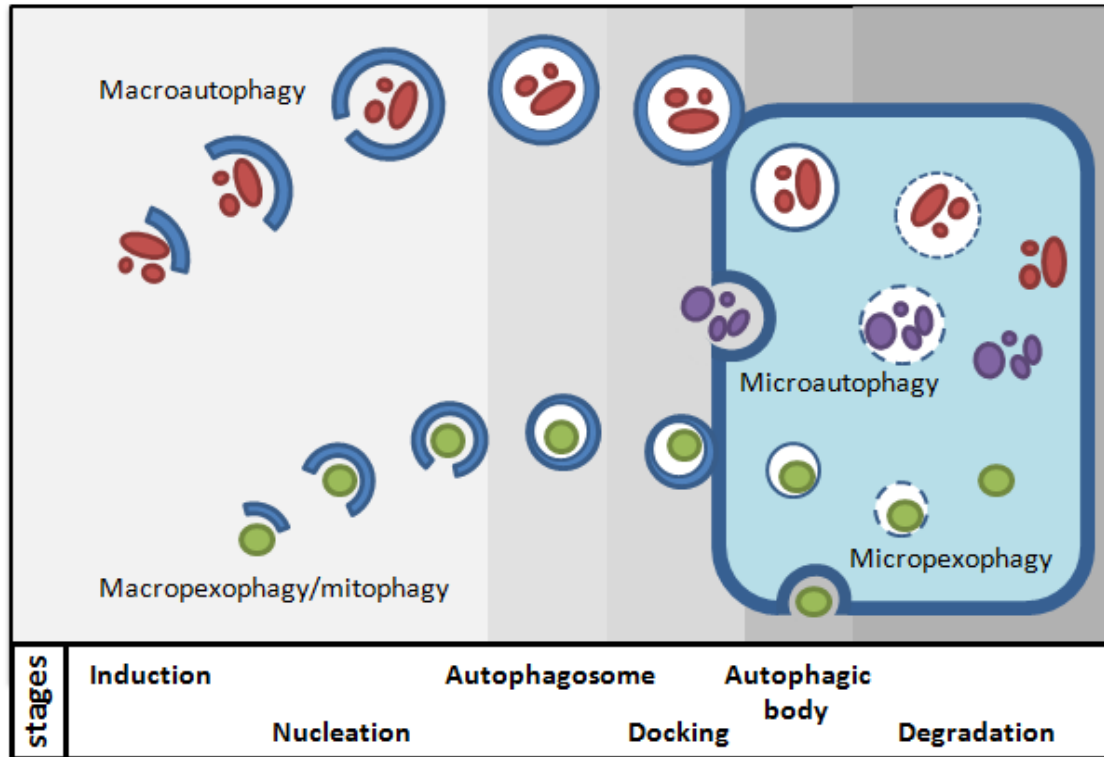 Macroautophagy
Microautophagy
Micropexophagy
Macropexophagy/mitophagy
stages
Induction
Nucleation
Autophagosome
Docking
Autophagic
body
Degradation